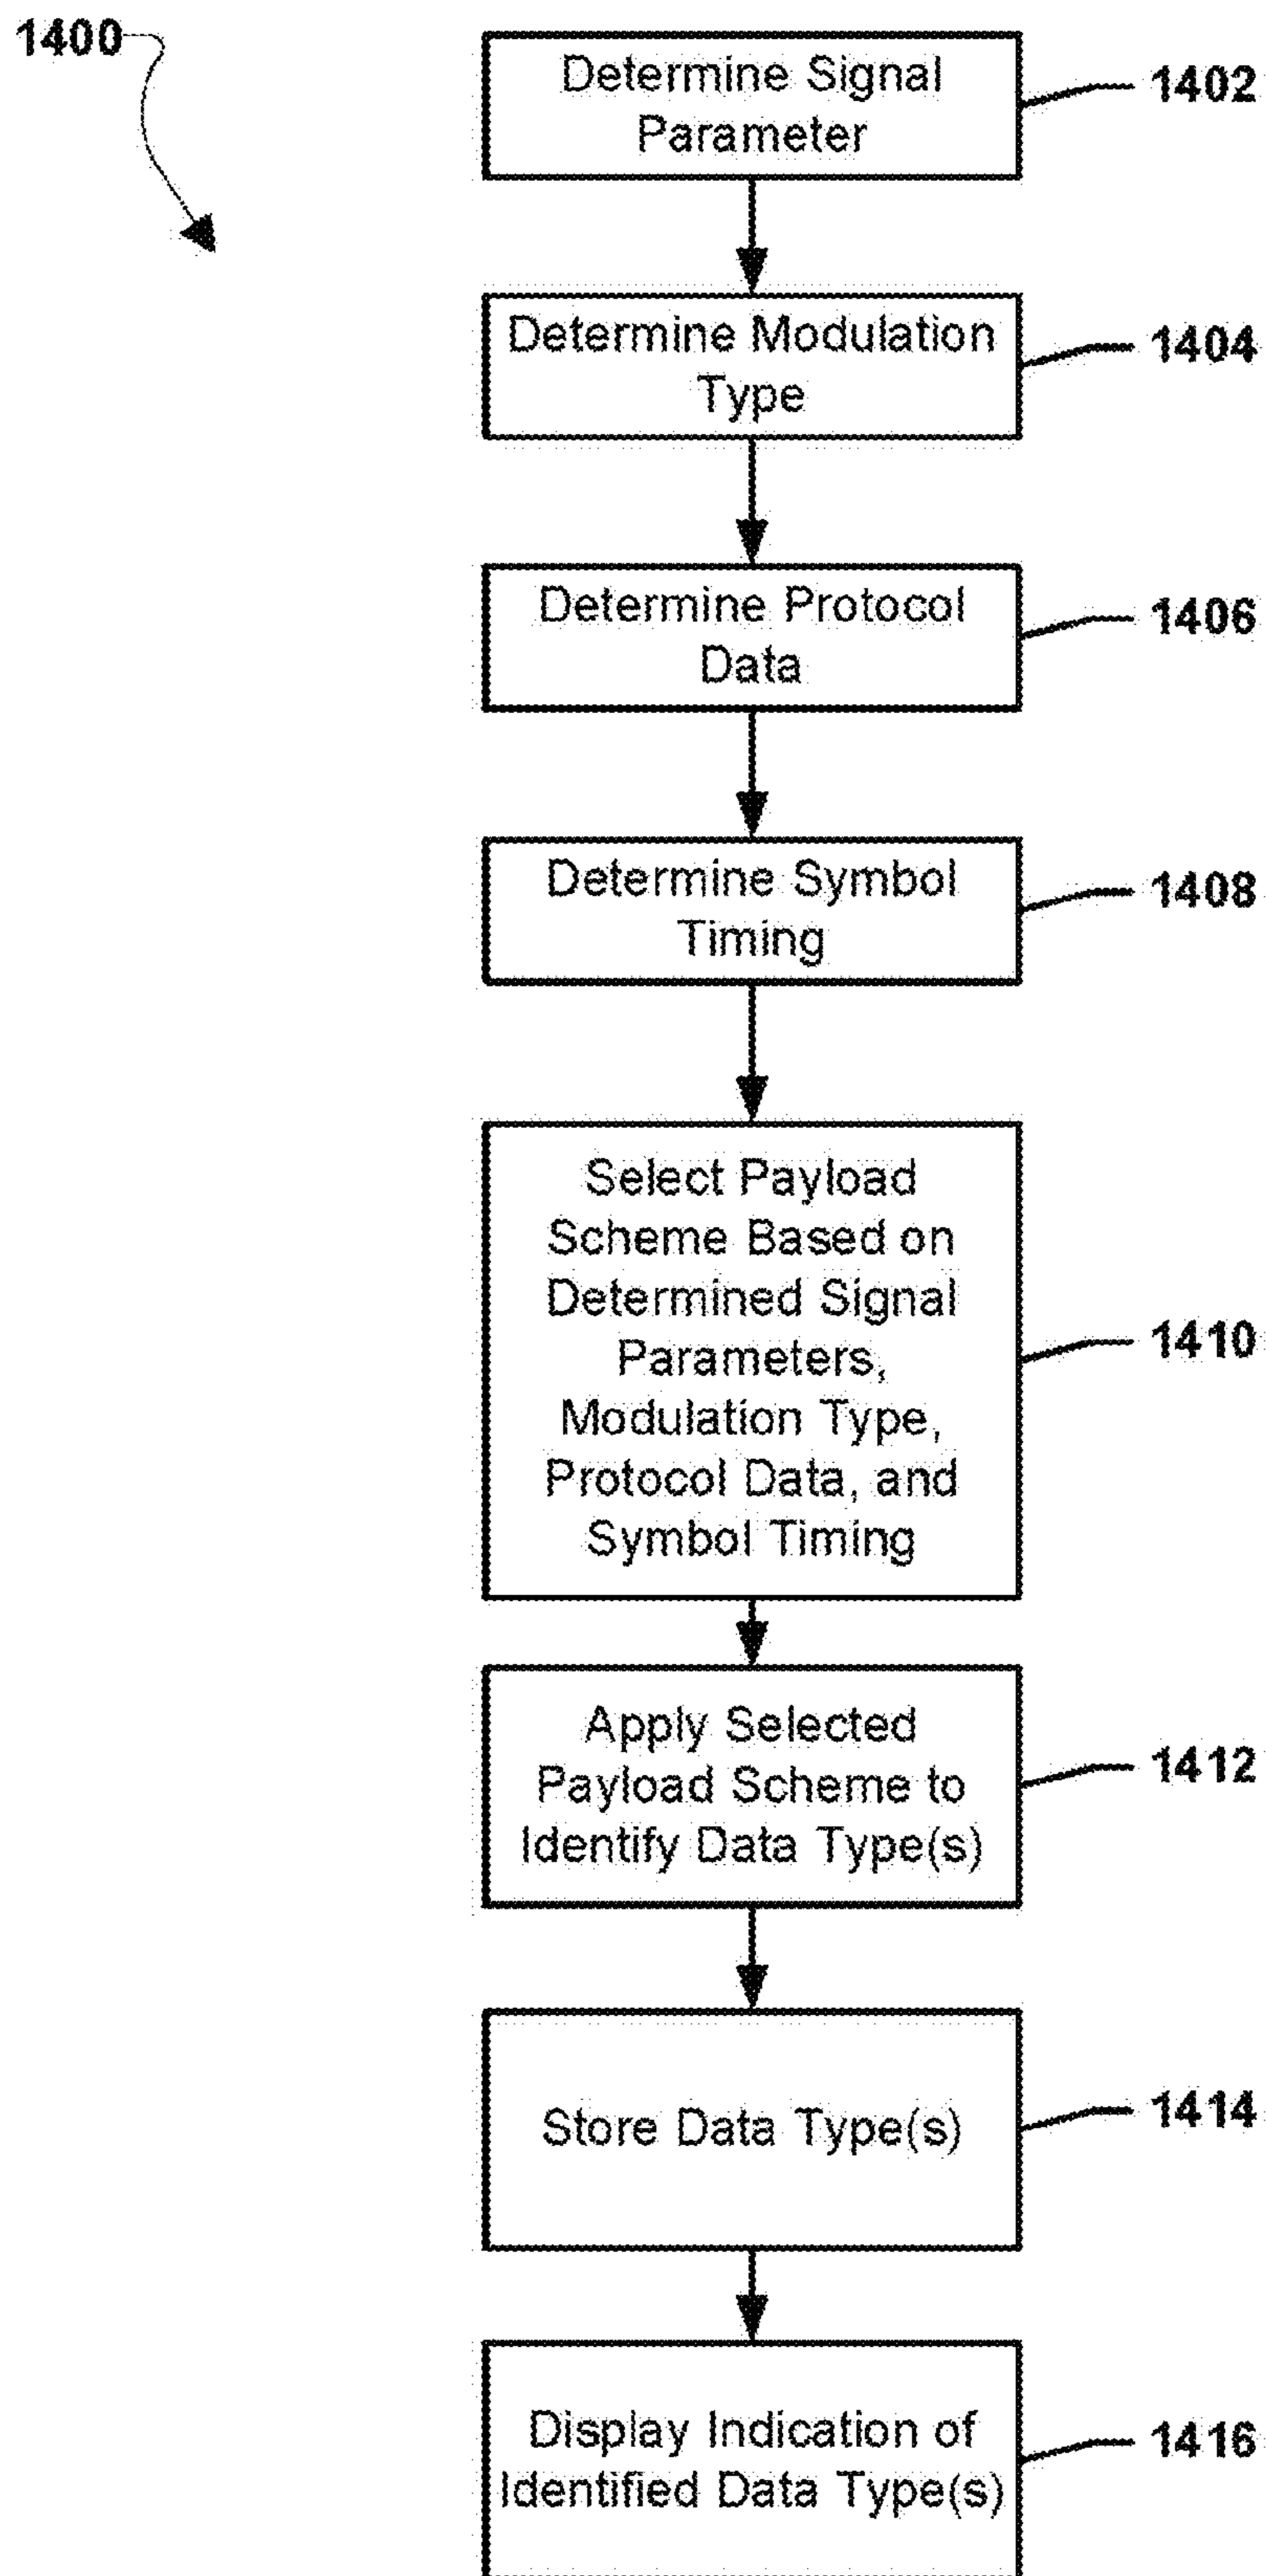 1400
Determine Signal
Parameter
1402
Determine Modulation
Type
1404
Determine Protocol
Data
1406
Determine Symbol
Timing
1408
Select Payload
Scheme Based on
Determined Signal
Parameters,
Modulation Type,
Protocol Data, and
Symbol Timing
1410
Apply Selected
Payload Scheme to
Identify Data Type(s)
1412
Store Data Type(s)
1414
Display Indication of
Identified Data Type(s)
1416